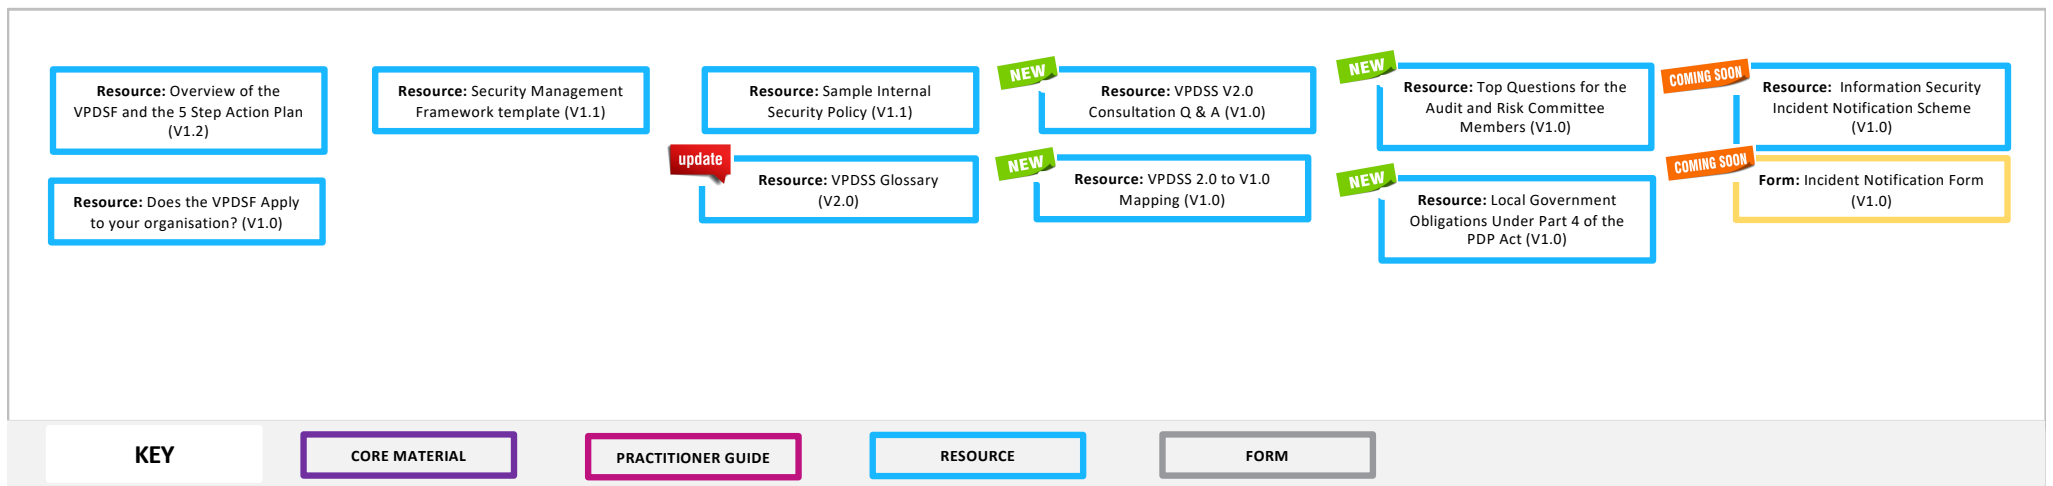 Resource: Overview of the
VPDSF and the 5 Step Action Plan
(V1.2)
Resource: Does the VPDSF Apply
to your organisation? (V1.0)
Resource: Security Management
Framework template (V1.1)
Resource: Sample Internal
Security Policy (V1.1)
update
Resource: VPDSS Glossary
(V2.0)
NEW
Resource: VPDSS V2.0
Consultation Q & A (V1.0)
NEW
Resource: VPDSS 2.0 to V1.0
Mapping (V1.0)
NEW
Resource: Top Questions for the
Audit and Risk Committee
Members (V1.0)
NEW
Resource: Local Government
Obligations Under Part 4 of the
PDP Act (V1.0)
COMING SOON
Resource: Information Security
Incident Notification Scheme
(V1.0)
COMING SOON
Form: Incident Notification Form
(V1.0)
KEY
CORE MATERIAL
PRACTITIONER GUIDE
RESOURCE
FORM